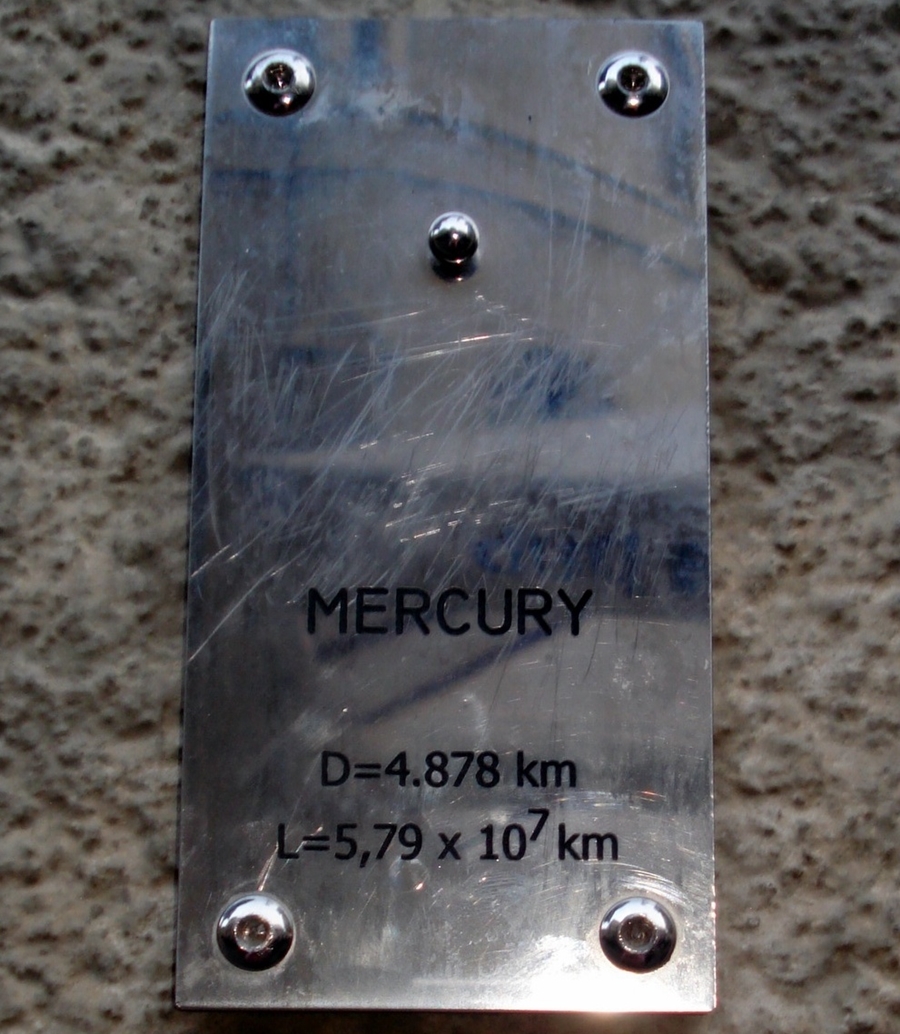 MERCURY
D=4.878 km
L=5,79 x 10⁷ km